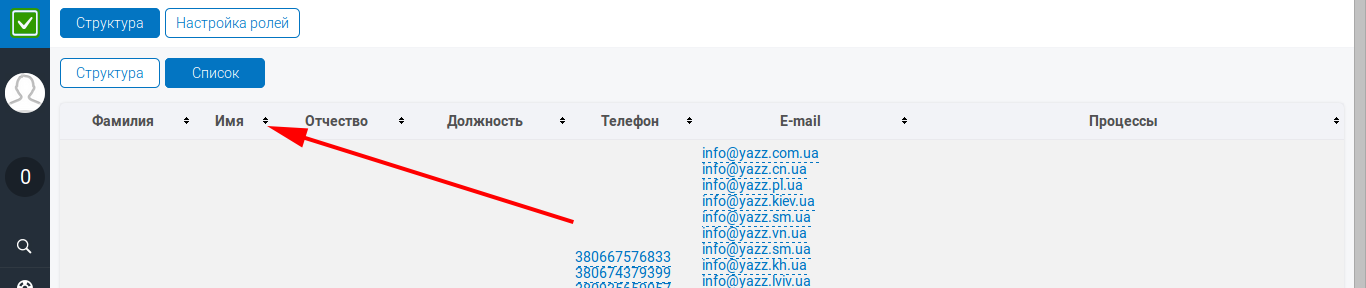 Структура Настройка ролей
Структура Список
Фамилия Имя Отчество Должность Телефон E-mail Процессы
info@yazz.com.ua
info@yazz.cn.ua
info@yazz.pl.ua
0
info@yazz.kiev.ua
info@yazz.sm.ua
info@yazz.vn.ua
info@yazz.sm.ua
380667576833
info@yazz.kh.ua
380674379399
info@yazz.lviv.ua